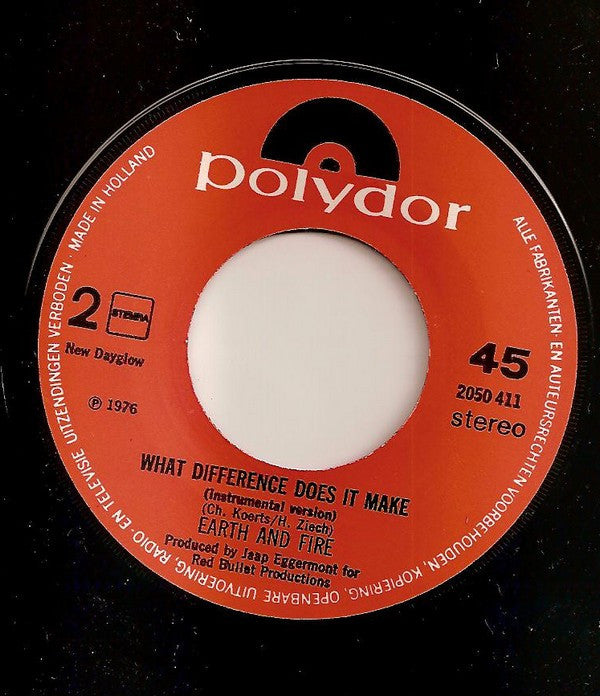 polydor
ALLE FABRIKANTEN- EN AUTEURSRECHTEN VOORBEHOUDEN, KOPIERING, OPENBARE UITVOERING, RADIO EN TELEVISIE UITZENDINGEN VERBODEN · MADE IN HOLLAND
2
STEMRA
New Dayglow
℗ 1976
45
2050 411
stereo
WHAT DIFFERENCE DOES IT MAKE
(instrumental version)
(Ch. Koerts/H. Ziech)
EARTH AND FIRE
Produced by Jaap Eggermont for
Red Bullet Productions